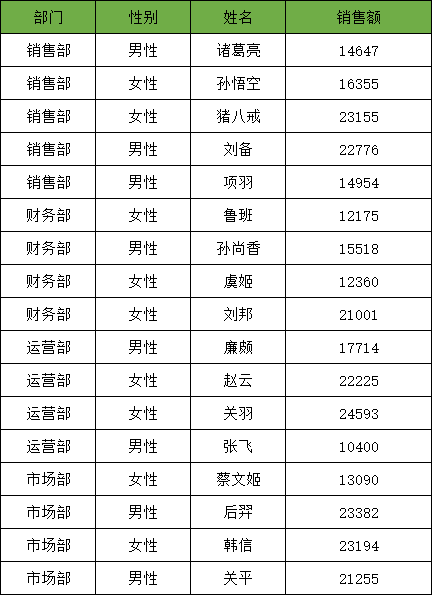 部门 性别 姓名 销售额
销售部 男性 诸葛亮 14647
销售部 女性 孙悟空 16355
销售部 女性 猪八戒 23155
销售部 男性 刘备 22776
销售部 男性 项羽 14954
财务部 女性 鲁班 12175
财务部 男性 孙尚香 15518
财务部 女性 虞姬 12360
财务部 女性 刘邦 21001
运营部 男性 廉颇 17714
运营部 女性 赵云 22225
运营部 女性 关羽 24593
运营部 男性 张飞 10400
市场部 女性 蔡文姬 13090
市场部 男性 后羿 23382
市场部 女性 韩信 23194
市场部 男性 关平 21255